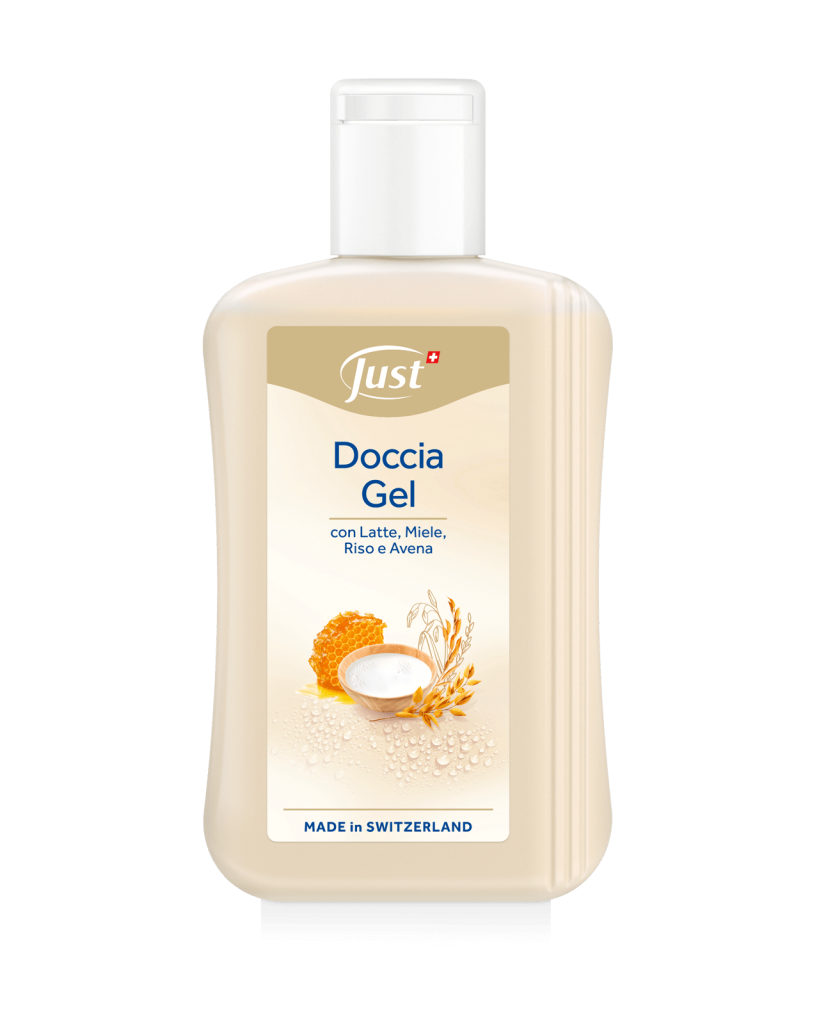 Just
Doccia
Gel
con Latte, Miele,
Riso e Avena
MADE in SWITZERLAND